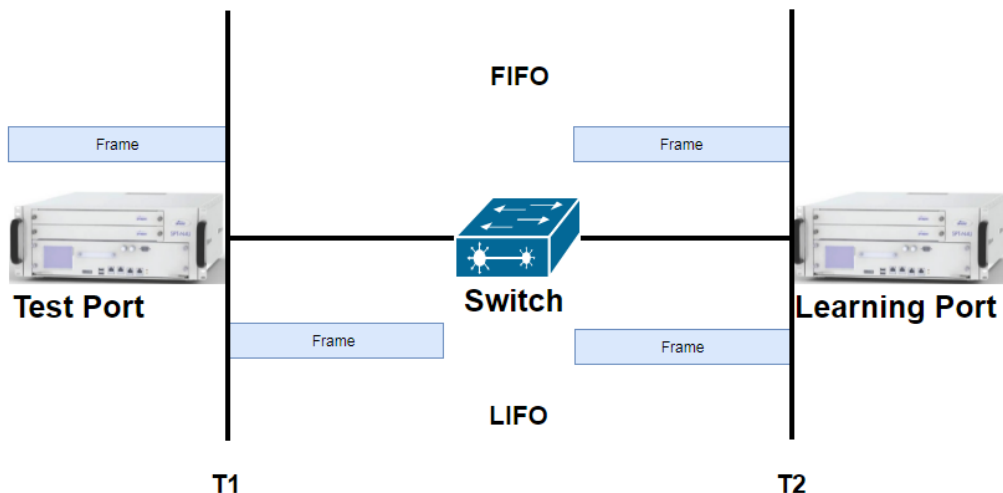 FIFO
Frame
Frame
Test Port
Switch
Learning Port
Frame
Frame
LIFO
T1
T2